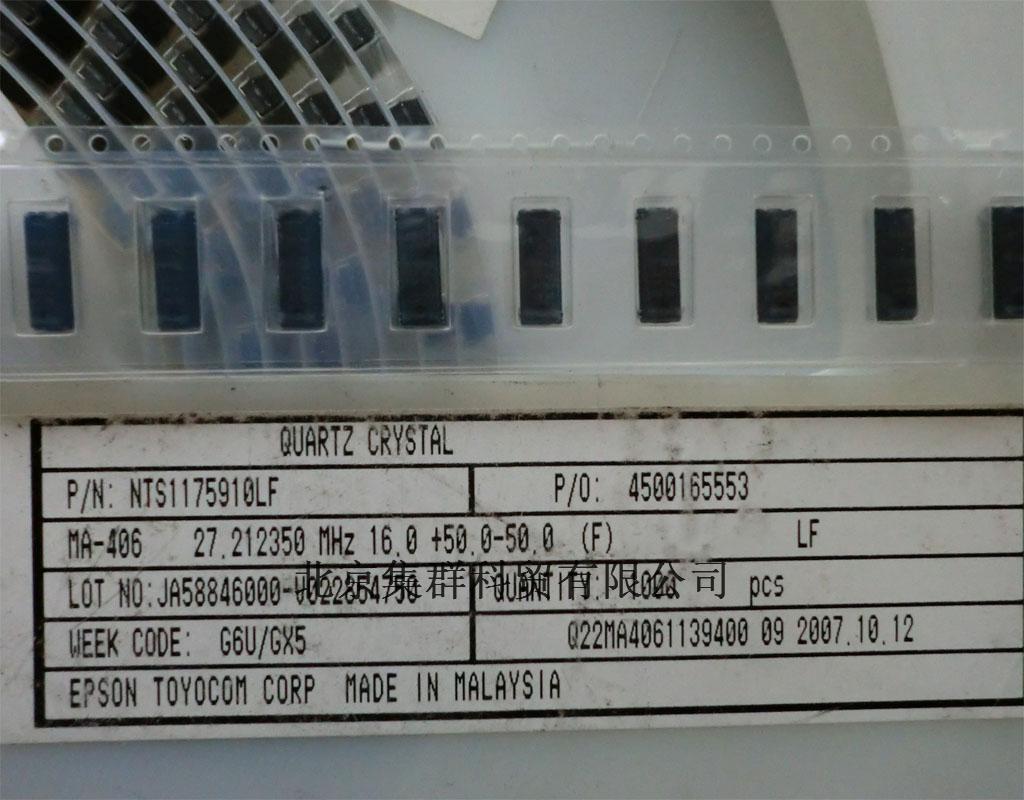 QUARTZ CRYSTAL
P/N: NTS1175910LF P/O: 4500165553
MA-406 27.212350 MHz 16.0 +50.0-50.0 (F) LF
北京集群科贸有限公司
LOT NO: pcs
WEEK CODE: G6U/GX5 Q22MA4061139400 09 2007.10.12
EPSON TOYOCOM CORP MADE IN MALAYSIA